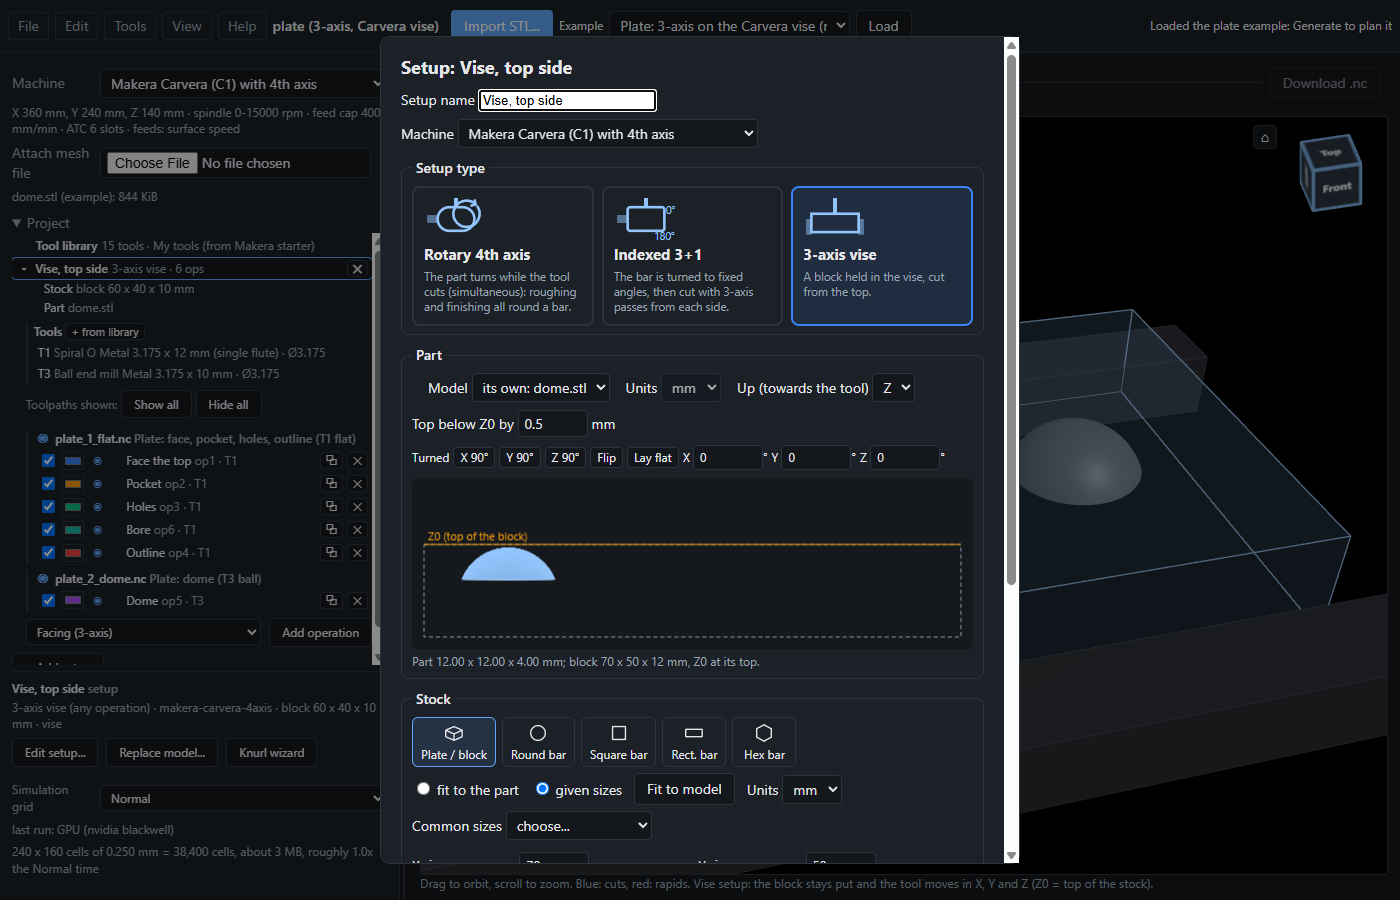 File Edit Tools View Help plate (3-axis, Carvera vise) Import STL... Example Plate: 3-axis on the Carvera vise (r Load Loaded the plate example: Generate to plan it
Machine Makera Carvera (C1) with 4th axis
X 360 mm, Y 240 mm, Z 140 mm · spindle 0-15000 rpm · feed cap 400
mm/min · ATC 6 slots · feeds: surface speed
Attach mesh file Choose File No file chosen
dome.stl (example): 844 KiB
Project
Tool library 15 tools · My tools (from Makera starter)
Vise, top side 3-axis vise · 6 ops
Stock block 60 x 40 x 10 mm
Part dome.stl
Tools + from library
T1 Spiral O Metal 3.175 x 12 mm (single flute) · Ø3.175
T3 Ball end mill Metal 3.175 x 10 mm · Ø3.175
Toolpaths shown: Show all Hide all
plate_1_flat.nc Plate: face, pocket, holes, outline (T1 flat)
Face the top op1 · T1
Pocket op2 · T1
Holes op3 · T1
Bore op6 · T1
Outline op4 · T1
plate_2_dome.nc Plate: dome (T3 ball)
Dome op5 · T3
Facing (3-axis) Add operation
Vise, top side setup
3-axis vise (any operation) · makera-carvera-4axis · block 60 x 40 x 10
mm · vise
Edit setup... Replace model... Knurl wizard
Simulation grid Normal
last run: GPU (nvidia blackwell)
240 x 160 cells of 0.250 mm = 38,400 cells, about 3 MB, roughly 1.0x
the Normal time
Setup: Vise, top side
Setup name Vise, top side
Machine Makera Carvera (C1) with 4th axis
Setup type
0°
180°
Rotary 4th axis
The part turns while the tool
cuts (simultaneous): roughing
and finishing all round a bar.
Indexed 3+1
The bar is turned to fixed
angles, then cut with 3-axis
passes from each side.
3-axis vise
A block held in the vise, cut
from the top.
Part
Model its own: dome.stl Units mm Up (towards the tool) Z
Top below Z0 by 0.5 mm
Turned X 90° Y 90° Z 90° Flip Lay flat X 0 ° Y 0 ° Z 0 °
Z0 (top of the block)
Part 12.00 x 12.00 x 4.00 mm; block 70 x 50 x 12 mm, Z0 at its top.
Stock
Plate / block Round bar Square bar Rect. bar Hex bar
fit to the part given sizes Fit to model Units mm
Common sizes choose...
Download .nc
Top
Front
Drag to orbit, scroll to zoom. Blue: cuts, red: rapids. Vise setup: the block stays put and the tool moves in X, Y and Z (Z0 = top of the stock).